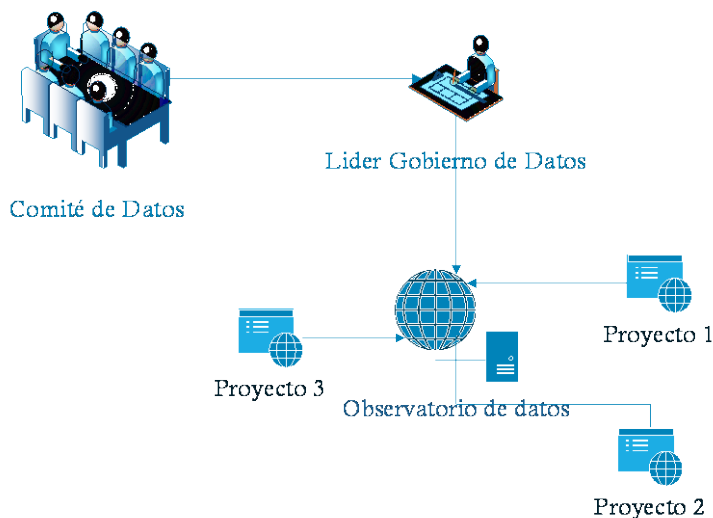 Lider Gobierno de Datos
Comité de Datos
Proyecto 1
Proyecto 3
Observatorio de datos
Proyecto 2